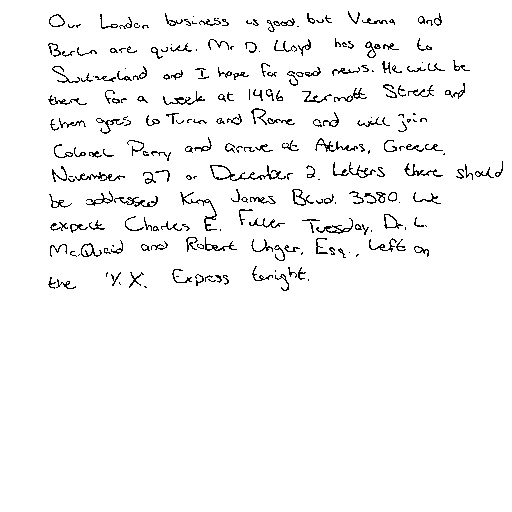 Our London business is good, but Vienna and
Berlin are quiet. Mr D. Lloyd has gone to
Switzerland and I hope for good news. He will be
there for a week at 1496 Zermott Street and
then goes to Turin and Rome and will join
Colonel Parry and arrive at Athens, Greece,
November 27 or December 2. Letters there should
be addressed King James Blvd. 3580. We
expect Charles E. Fuller Tuesday. Dr. L.
McQuaid and Robert Unger, Esq., left on
the 'Y. X. Express tonight.